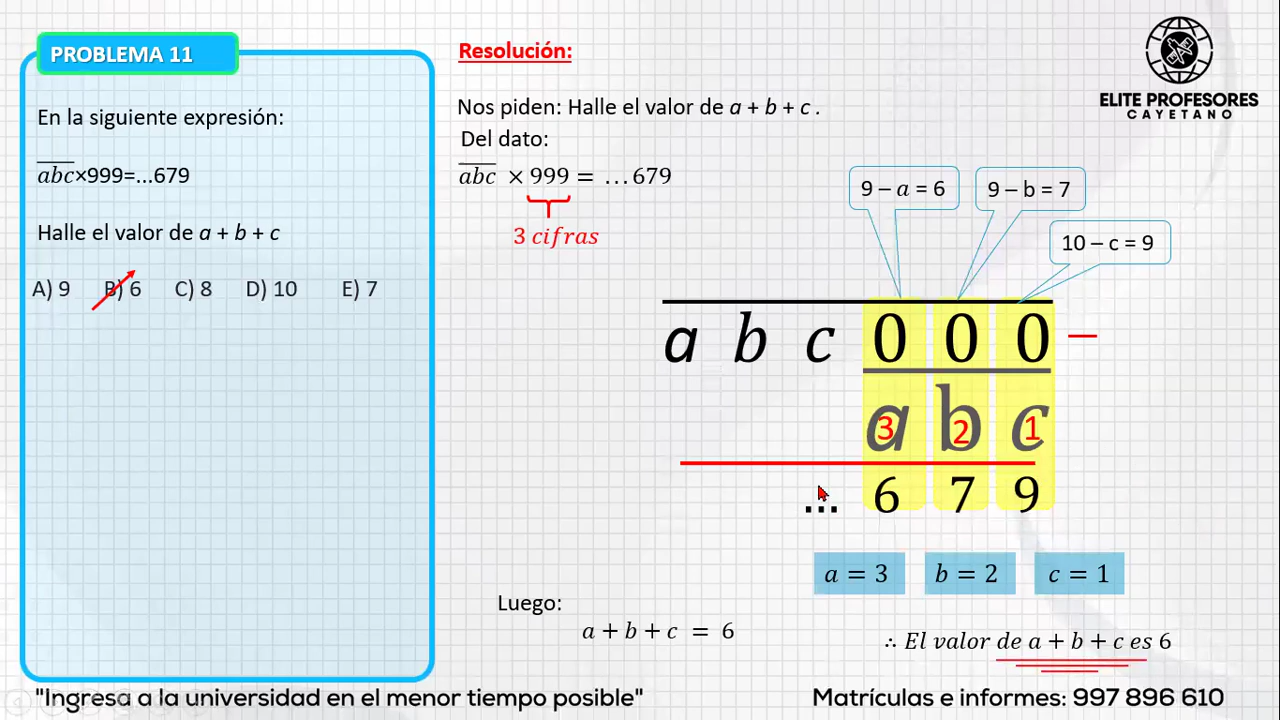 PROBLEMA 11
En la siguiente expresión:
abc×999=...679
Halle el valor de a + b + c
A) 9 B) 6 C) 8 D) 10 E) 7
Resolución:
Nos piden: Halle el valor de a + b + c .
Del dato:
abc × 999 = ...679
3 cifras
ELITE PROFESORES
CAYETANO
9 – a = 6
9 – b = 7
10 – c = 9
a b c 0 0 0 –
a b c
3 2 1
... 6 7 9
a = 3 b = 2 c = 1
Luego:
a + b + c = 6
∴ El valor de a + b + c es 6
"Ingresa a la universidad en el menor tiempo posible"
Matrículas e informes: 997 896 610